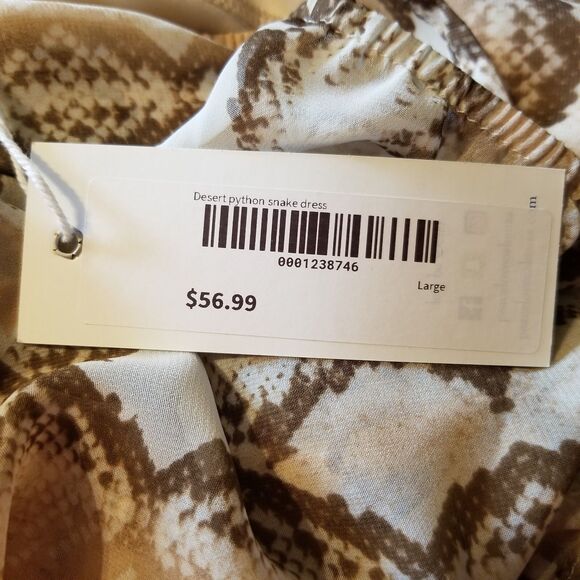 Desert python snake dress
0001238746
Large
$56.99